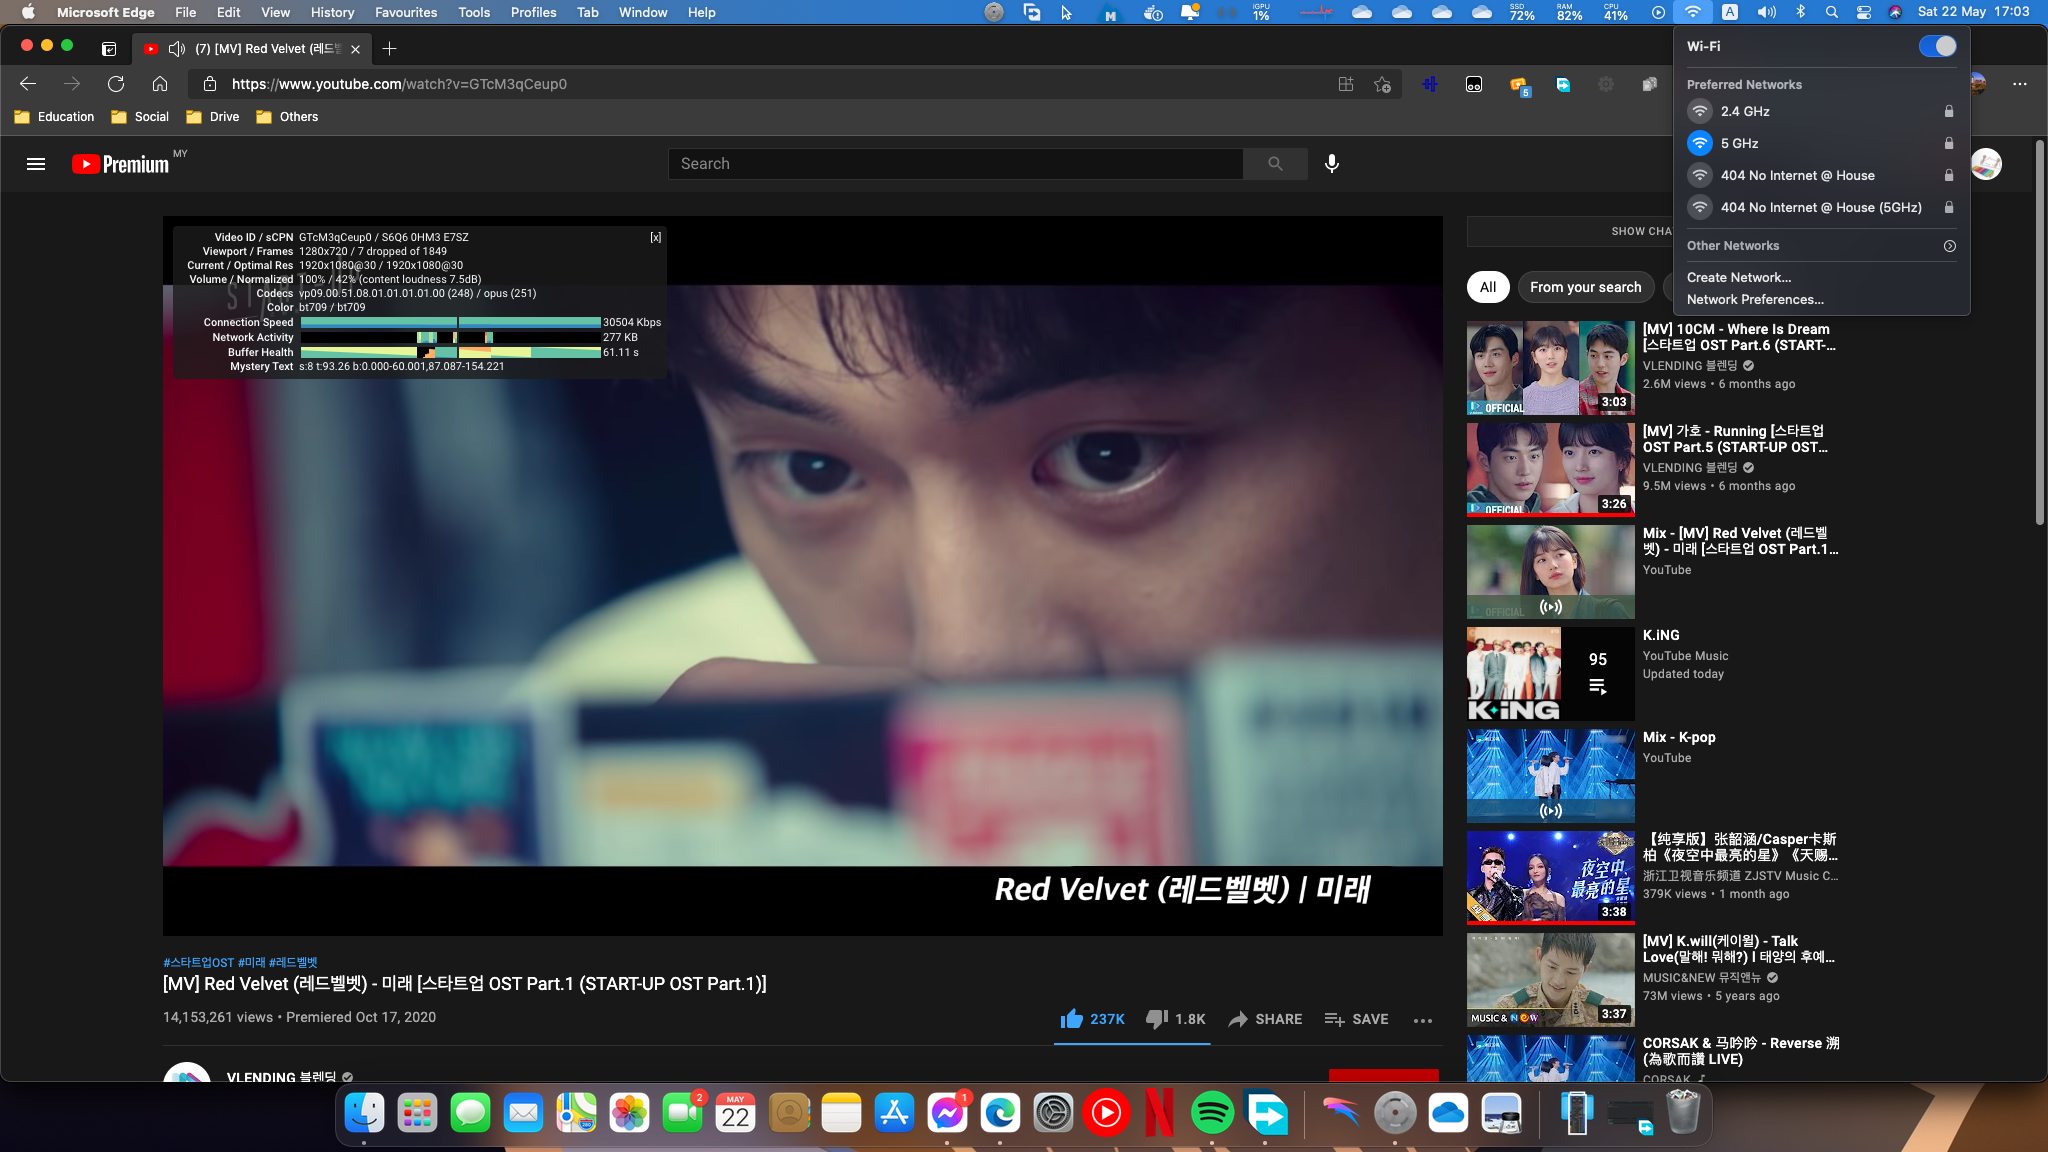 Microsoft Edge File Edit View History Favourites Tools Profiles Tab Window Help
iGPU 1% SSD 72% RAM 82% CPU 41% A Sat 22 May 17:03
(7) [MV] Red Velvet (레드벨
https://www.youtube.com/watch?v=GTcM3qCeup0
5
Education Social Drive Others
Wi-Fi
Preferred Networks
2.4 GHz
5 GHz
404 No Internet @ House
404 No Internet @ House (5GHz)
Other Networks
Create Network...
Network Preferences...
Premium MY
Search
Video ID / sCPN GTcM3qCeup0 / S6Q6 0HM3 E7SZ [x]
Viewport / Frames 1280x720 / 7 dropped of 1849
Current / Optimal Res 1920x1080@30 / 1920x1080@30
Volume / Normalized 100% / 42% (content loudness 7.5dB)
Codecs vp09.00.51.08.01.01.01.01.00 (248) / opus (251)
Color bt709 / bt709
Connection Speed 30504 Kbps
Network Activity 277 KB
Buffer Health 61.11 s
Mystery Text s:8 t:93.26 b:0.000-60.001,87.087-154.221
Red Velvet (레드벨벳) | 미래
#스타트업OST #미래 #레드벨벳
[MV] Red Velvet (레드벨벳) - 미래 [스타트업 OST Part.1 (START-UP OST Part.1)]
14,153,261 views • Premiered Oct 17, 2020
237K 1.8K SHARE SAVE
VLENDING 블렌딩
SHOW CHA
All From your search
[MV] 10CM - Where Is Dream
[스타트업 OST Part.6 (START-...
VLENDING 블렌딩
2.6M views • 6 months ago
OFFICIAL
3:03
[MV] 가호 - Running [스타트업
OST Part.5 (START-UP OST...
VLENDING 블렌딩
9.5M views • 6 months ago
OFFICIAL
3:26
Mix - [MV] Red Velvet (레드벨
벳) - 미래 [스타트업 OST Part.1...
YouTube
OFFICIAL
K.iNG
YouTube Music
Updated today
95
KiNG
Mix - K-pop
YouTube
【纯享版】张韶涵/Casper卡斯
柏《夜空中最亮的星》《天赐...
浙江卫视音乐频道 ZJSTV Music C...
379K views • 1 month ago
夜空中
最亮的星
3:38
[MV] K.will(케이윌) - Talk
Love(말해! 뭐해?) l 태양의 후예...
MUSIC&NEW 뮤직앤뉴
73M views • 5 years ago
MUSIC & NEW
3:37
CORSAK & 马吟吟 - Reverse 溯
(為歌而讚 LIVE)
CORSAK
2
MAY
22
1
280